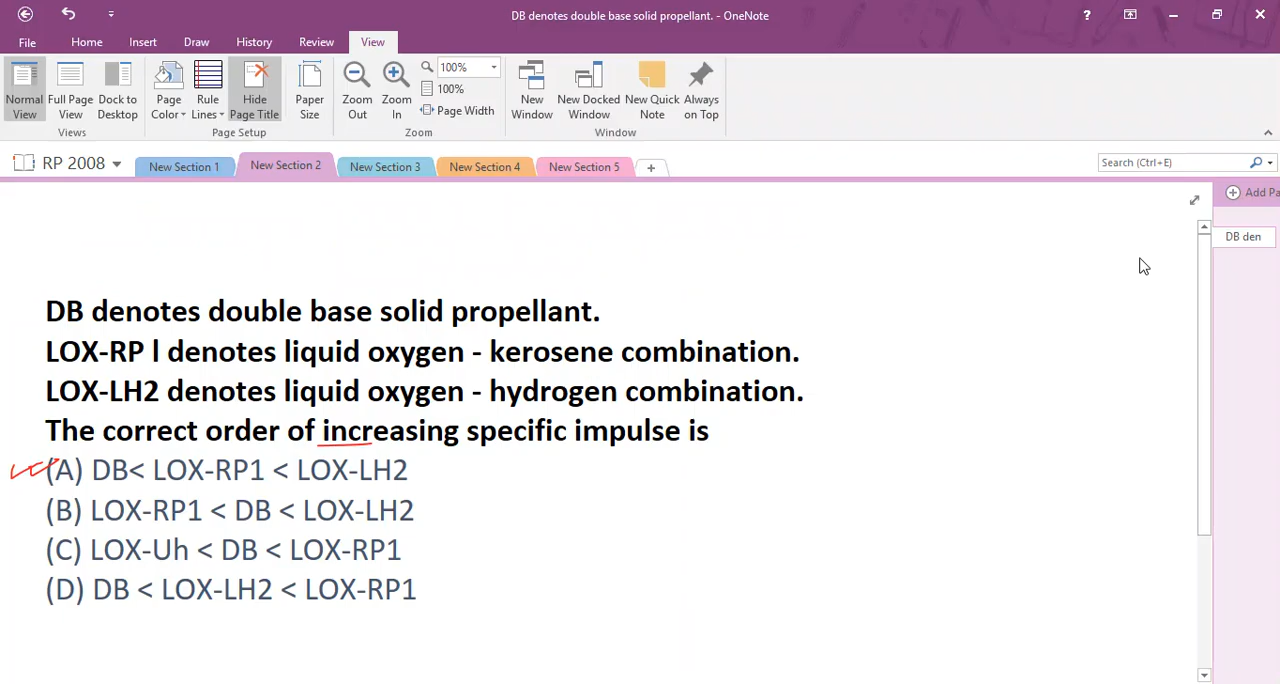 DB denotes double base solid propellant. - OneNote
?
File
Home
Insert
Draw
History
Review
View
Normal View
Full Page View
Dock to Desktop
Views
Page Color
Rule Lines
Hide Page Title
Page Setup
Paper Size
Zoom Out
Zoom In
100%
100%
Page Width
Zoom
New Window
New Docked Window
New Quick Note
Always on Top
Window
RP 2008
New Section 1
New Section 2
New Section 3
New Section 4
New Section 5
+
Search (Ctrl+E)
Add Pa
DB den
DB denotes double base solid propellant.
LOX-RP l denotes liquid oxygen - kerosene combination.
LOX-LH2 denotes liquid oxygen - hydrogen combination.
The correct order of increasing specific impulse is
(A) DB< LOX-RP1 < LOX-LH2
(B) LOX-RP1 < DB < LOX-LH2
(C) LOX-Uh < DB < LOX-RP1
(D) DB < LOX-LH2 < LOX-RP1